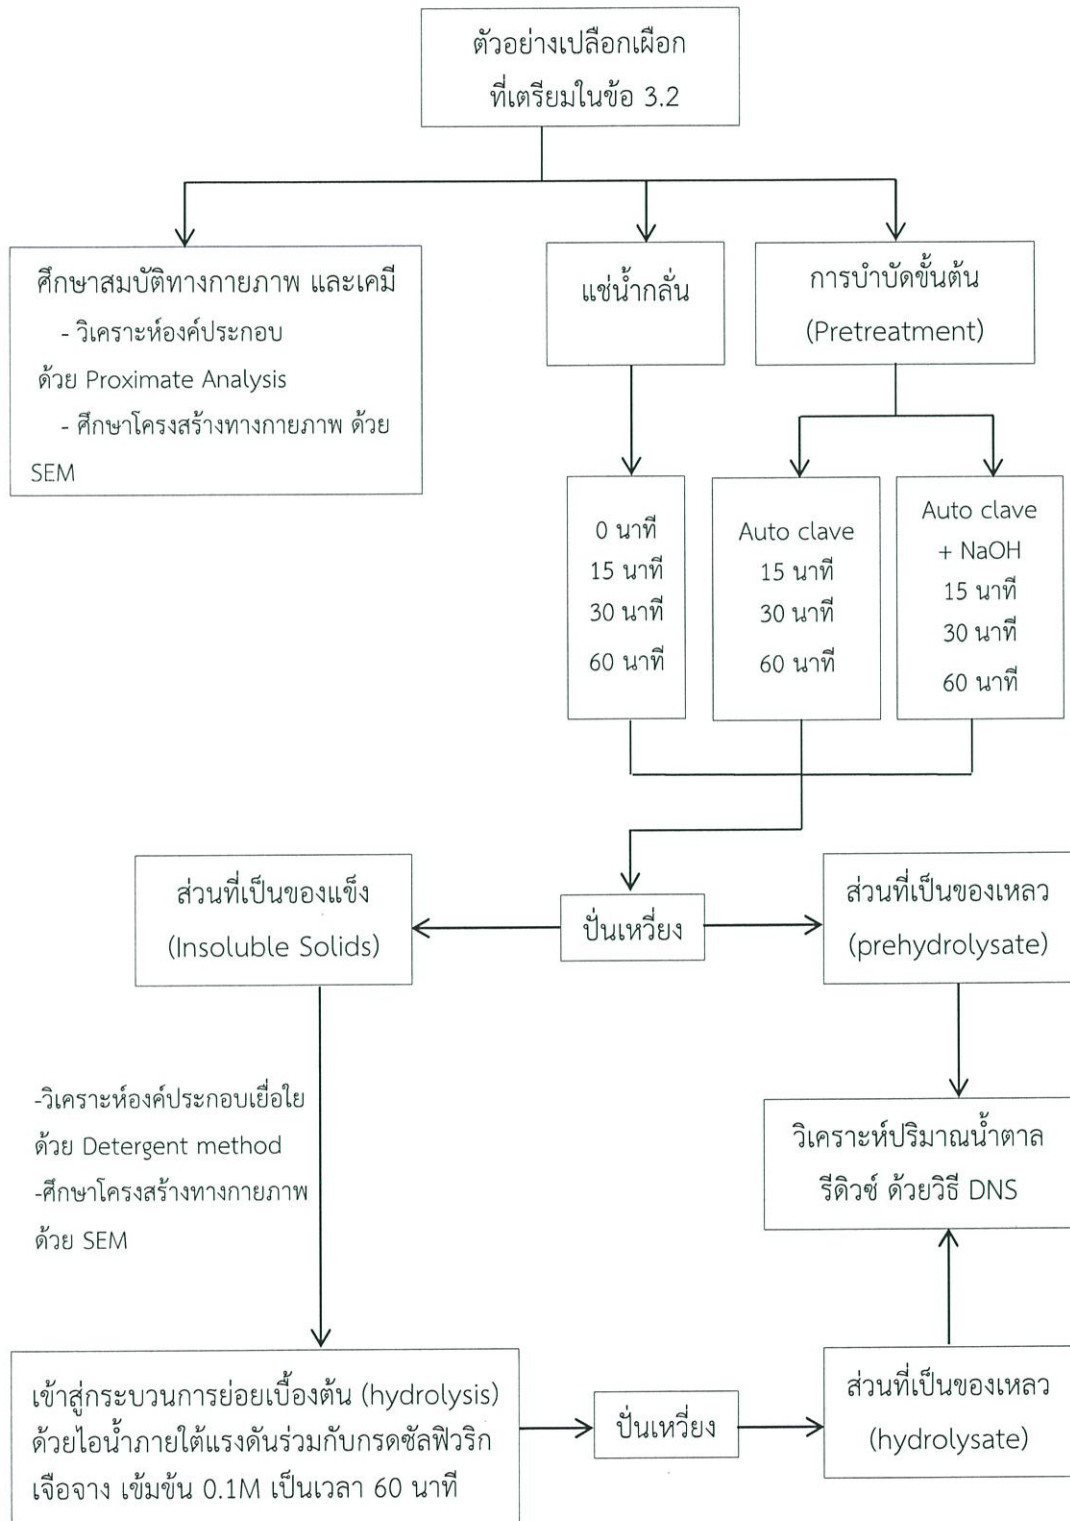 ตัวอย่างเปลือกเผือก
ที่เตรียมในข้อ 3.2
ศึกษาสมบัติทางกายภาพ และเคมี
- วิเคราะห์องค์ประกอบ
ด้วย Proximate Analysis
- ศึกษาโครงสร้างทางกายภาพ ด้วย
SEM
แช่น้ำกลั่น
การบำบัดขั้นต้น
(Pretreatment)
0 นาที
15 นาที
30 นาที
60 นาที
Auto clave
15 นาที
30 นาที
60 นาที
Auto clave
+ NaOH
15 นาที
30 นาที
60 นาที
ส่วนที่เป็นของแข็ง
(Insoluble Solids)
ปั่นเหวี่ยง
ส่วนที่เป็นของเหลว
(prehydrolysate)
-วิเคราะห์องค์ประกอบเยื่อใย
ด้วย Detergent method
-ศึกษาโครงสร้างทางกายภาพ
ด้วย SEM
วิเคราะห์ปริมาณน้ำตาล
รีดิวซ์ ด้วยวิธี DNS
เข้าสู่กระบวนการย่อยเบื้องต้น (hydrolysis)
ด้วยไอน้ำภายใต้แรงดันร่วมกับกรดซัลฟิวริก
เจือจาง เข้มข้น 0.1M เป็นเวลา 60 นาที
ปั่นเหวี่ยง
ส่วนที่เป็นของเหลว
(hydrolysate)